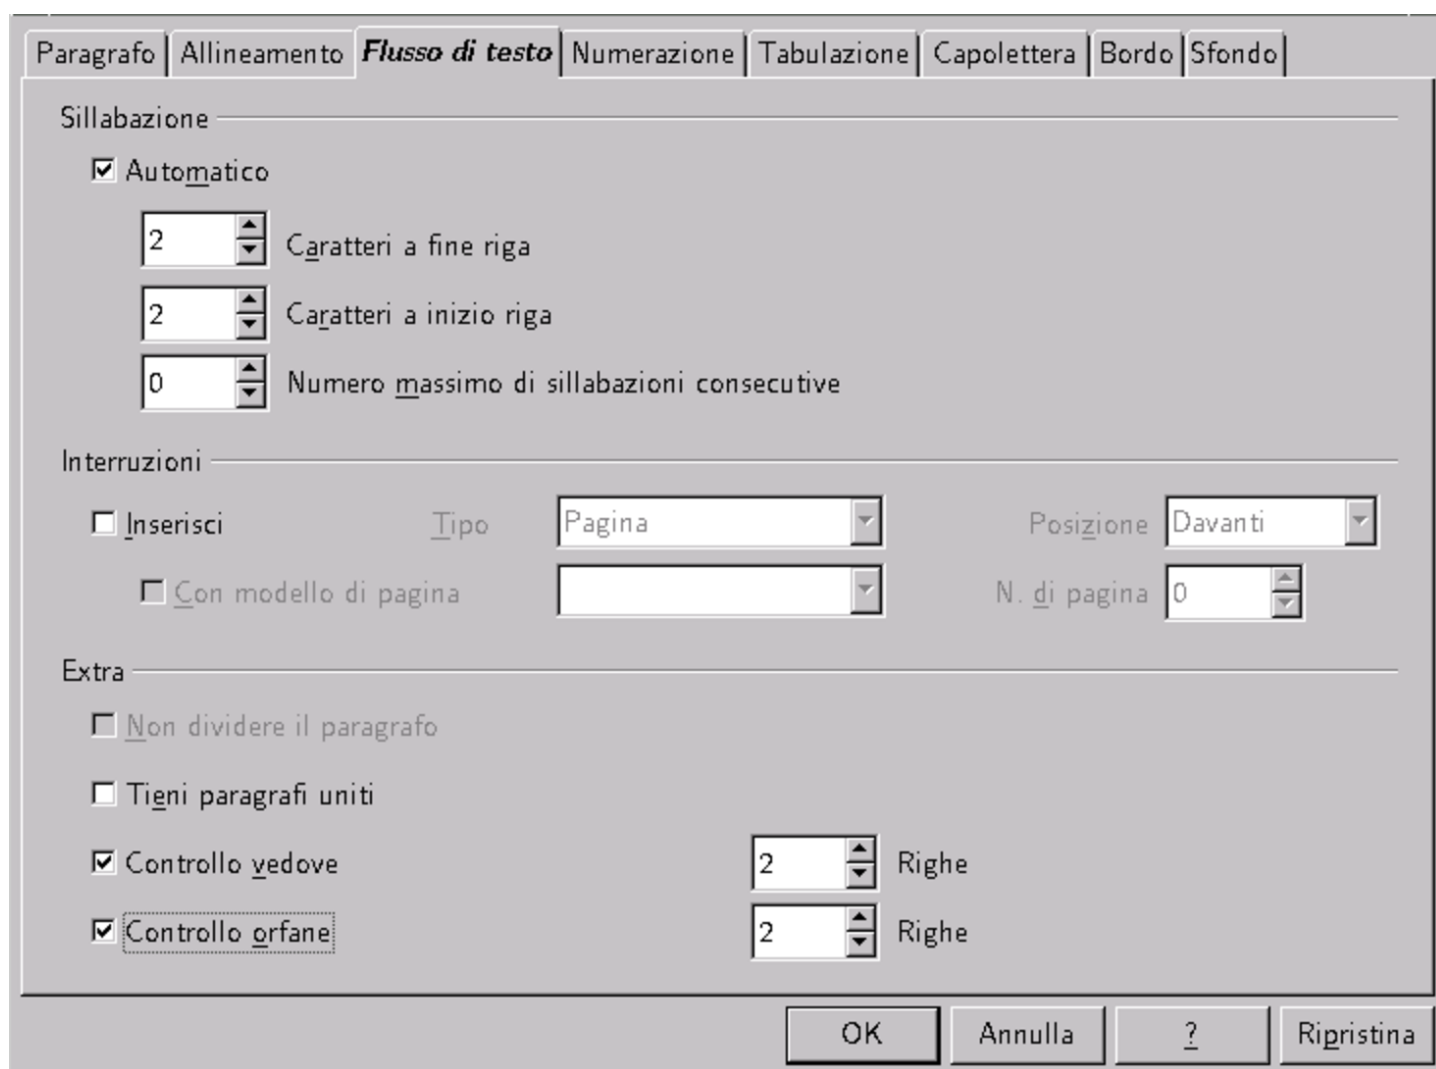 Paragrafo Allineamento Flusso di testo Numerazione Tabulazione Capolettera Bordo Sfondo
Sillabazione
Automatico
2 Caratteri a fine riga
2 Caratteri a inizio riga
0 Numero massimo di sillabazioni consecutive
Interruzioni
Inserisci Tipo Pagina Posizione Davanti
Con modello di pagina N. di pagina 0
Extra
Non dividere il paragrafo
Tieni paragrafi uniti
Controllo vedove 2 Righe
Controllo orfane 2 Righe
OK Annulla ? Ripristina